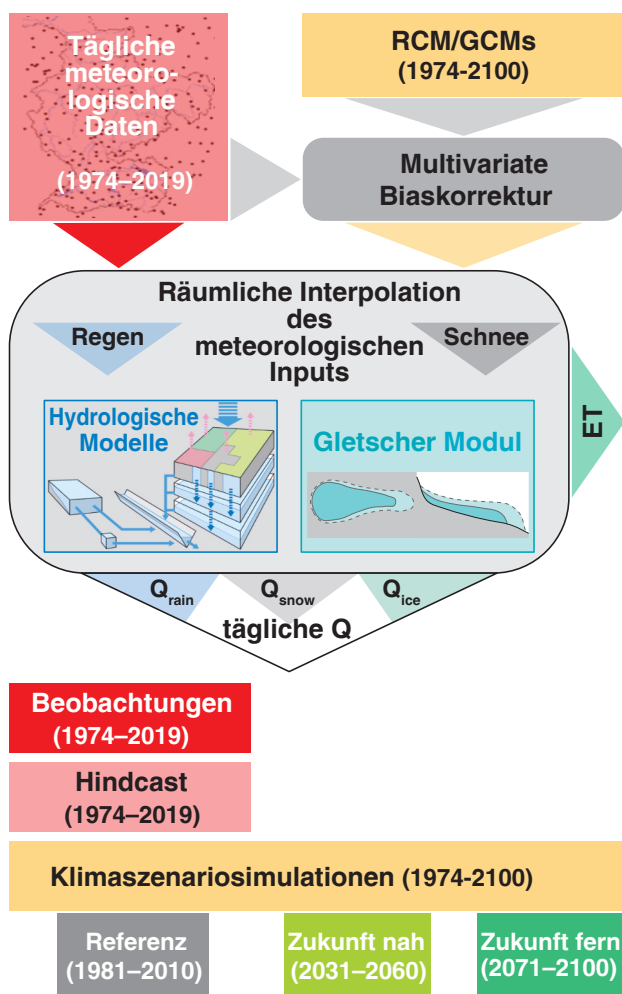 Tägliche
meteoro-
logische
Daten
(1974–2019)
RCM/GCMs
(1974-2100)
Multivariate
Biaskorrektur
Räumliche Interpolation
des
meteorologischen
Inputs
Regen
Schnee
ET
Hydrologische
Modelle
Gletscher Modul
Qrain
Qsnow
Qice
tägliche Q
Beobachtungen
(1974–2019)
Hindcast
(1974–2019)
Klimaszenariosimulationen (1974-2100)
Referenz
(1981–2010)
Zukunft nah
(2031–2060)
Zukunft fern
(2071–2100)